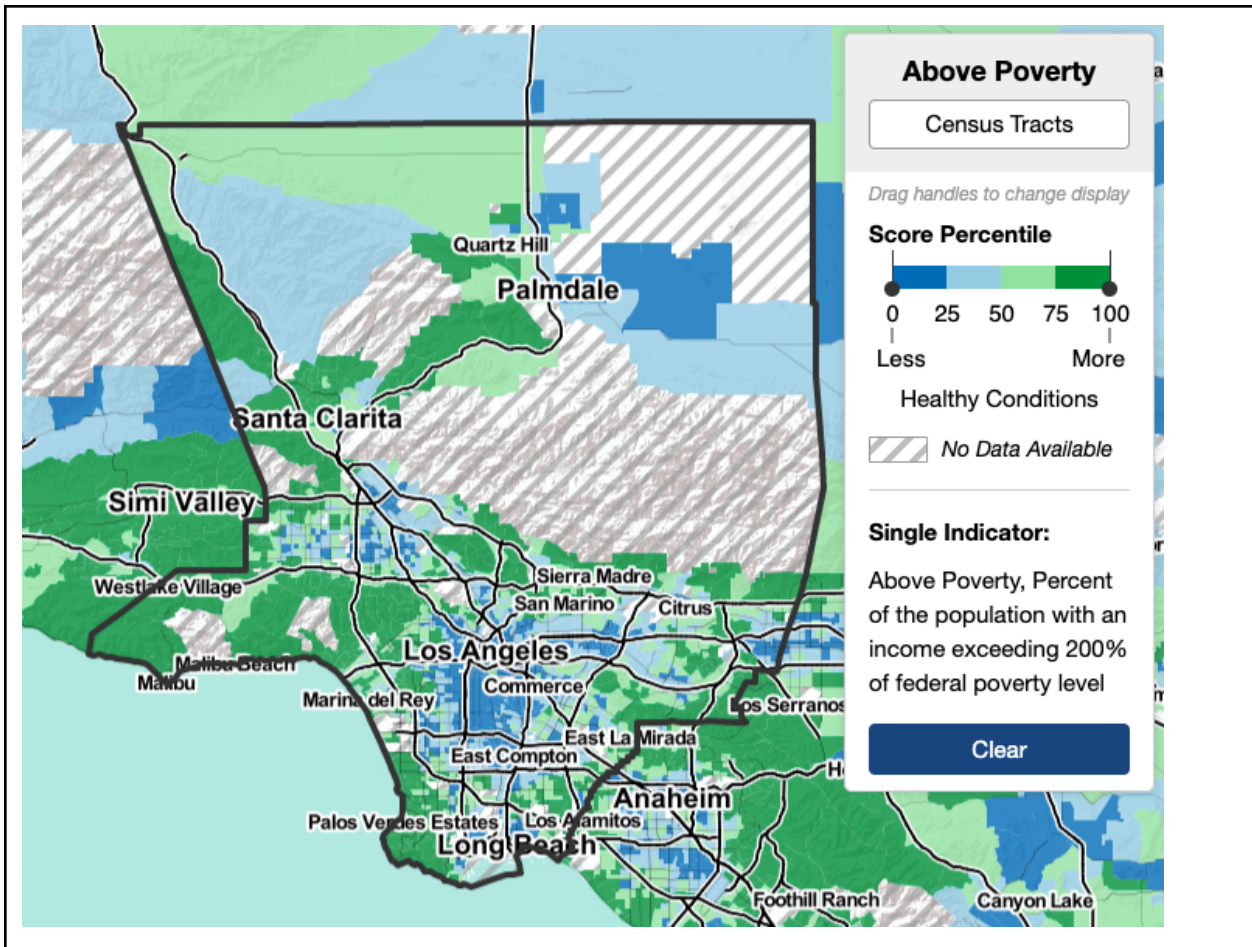 Above Poverty
Census Tracts
Drag handles to change display
Score Percentile
0 25 50 75 100
Less More
Healthy Conditions
No Data Available
Single Indicator:
Above Poverty, Percent
of the population with an
income exceeding 200%
of federal poverty level
Clear
Quartz Hill
Palmdale
Santa Clarita
Simi Valley
Westlake Village
Sierra Madre
San Marino
Citrus
Los Angeles
Malibu Beach
Malibu
Commerce
Marina del Rey
Los Serranos
East La Mirada
East Compton
Anaheim
Palos Verdes Estates
Los Alamitos
Long Beach
Foothill Ranch
Canyon Lake